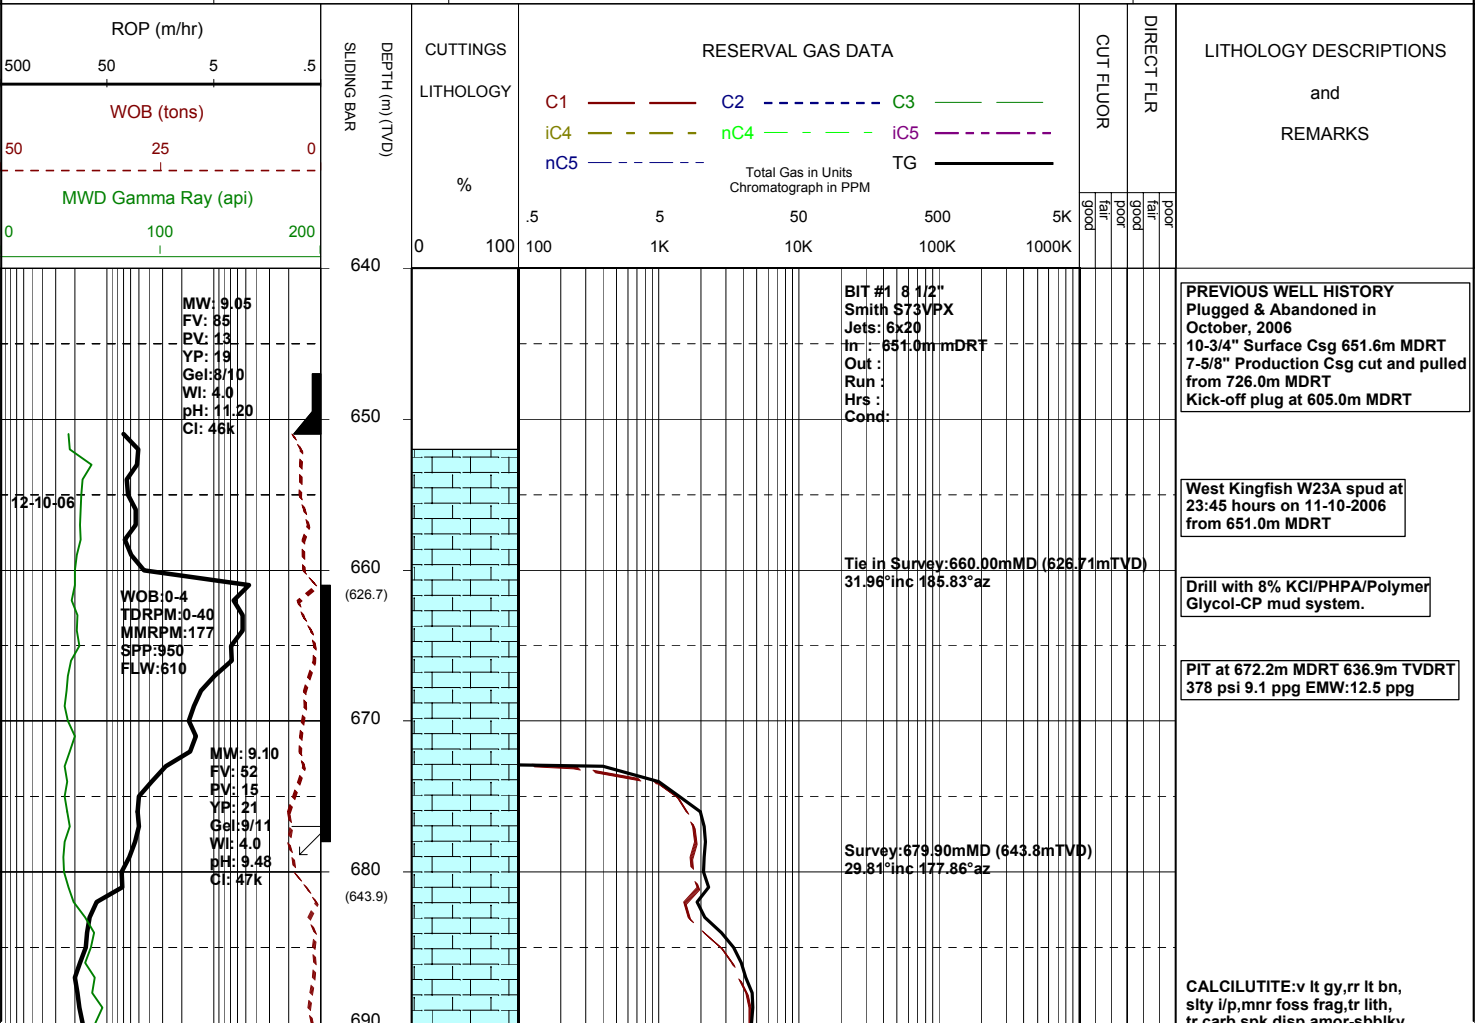 ROP (m/hr)
500 50 5 .5
WOB (tons)
50 25 0
MWD Gamma Ray (api)
0 100 200
SLIDING BAR
DEPTH (m) (TVD)
CUTTINGS
LITHOLOGY
%
0 100
RESERVAL GAS DATA
C1 C2 C3
iC4 nC4 iC5
nC5 TG
Total Gas in Units
Chromatograph in PPM
.5 5 50 500 5K
100 1K 10K 100K 1000K
CUT FLUOR
DIRECT FLR
good fair poor good fair poor
LITHOLOGY DESCRIPTIONS
and
REMARKS
640
650
660
(626.7)
670
680
(643.9)
690
MW: 9.05
FV: 85
PV: 13
YP: 19
Gel:8/10
WI: 4.0
pH: 11.20
Cl: 46k
12-10-06
WOB:0-4
TDRPM:0-40
MMRPM:177
SPP:950
FLW:610
MW: 9.10
FV: 52
PV: 15
YP: 21
Gel:9/11
WI: 4.0
pH: 9.48
Cl: 47k
BIT #1 8 1/2"
Smith S73VPX
Jets: 6x20
In : 651.0m mDRT
Out :
Run :
Hrs :
Cond:
Tie in Survey:660.00mMD (626.71mTVD)
31.96°inc 185.83°az
Survey:679.90mMD (643.8mTVD)
29.81°inc 177.86°az
PREVIOUS WELL HISTORY
Plugged & Abandoned in
October, 2006
10-3/4" Surface Csg 651.6m MDRT
7-5/8" Production Csg cut and pulled
from 726.0m MDRT
Kick-off plug at 605.0m MDRT
West Kingfish W23A spud at
23:45 hours on 11-10-2006
from 651.0m MDRT
Drill with 8% KCl/PHPA/Polymer
Glycol-CP mud system.
PIT at 672.2m MDRT 636.9m TVDRT
378 psi 9.1 ppg EMW:12.5 ppg
CALCILUTITE:v lt gy,rr lt bn,
slty i/p,mnr foss frag,tr lith,
tr carb spk,disp,amor-sbblky